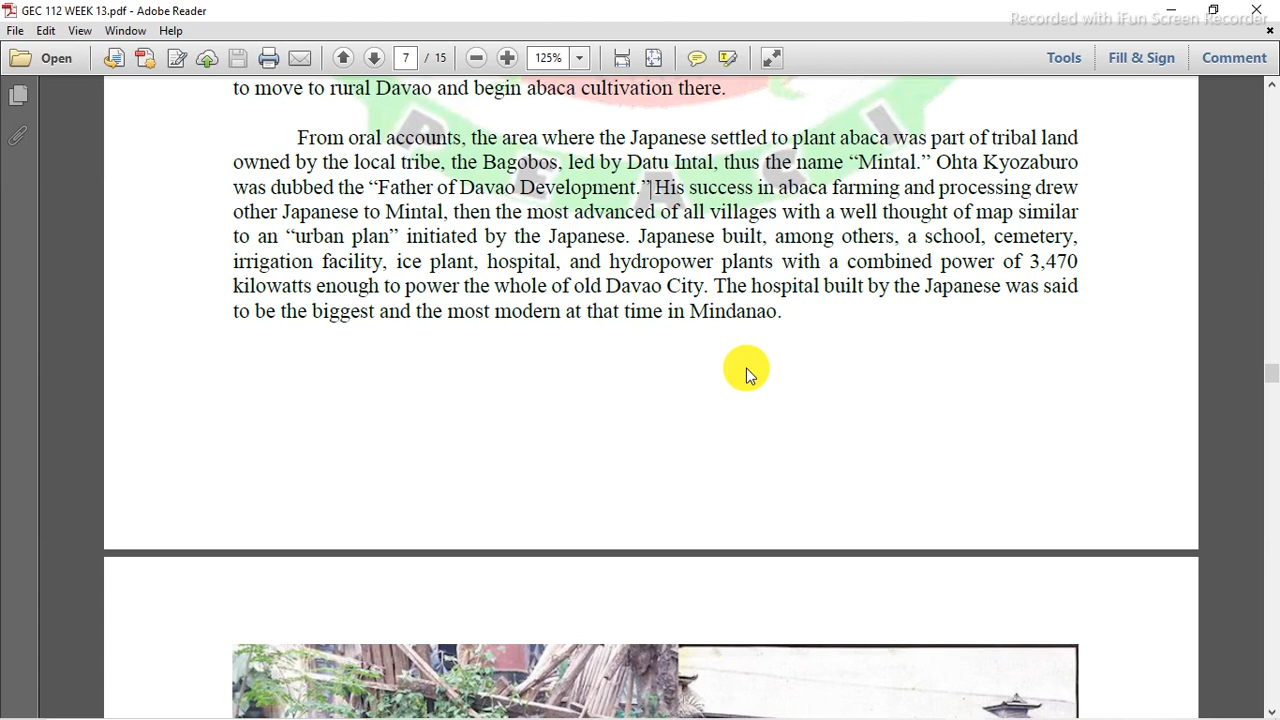 GEC 112 WEEK 13.pdf - Adobe Reader
Recorded with iFun Screen Recorder
File Edit View Window Help
Open 7 / 15 125% Tools Fill & Sign Comment
to move to rural Davao and begin abaca cultivation there.
PEACI
From oral accounts, the area where the Japanese settled to plant abaca was part of tribal land
owned by the local tribe, the Bagobos, led by Datu Intal, thus the name “Mintal.” Ohta Kyozaburo
was dubbed the “Father of Davao Development.” His success in abaca farming and processing drew
other Japanese to Mintal, then the most advanced of all villages with a well thought of map similar
to an “urban plan” initiated by the Japanese. Japanese built, among others, a school, cemetery,
irrigation facility, ice plant, hospital, and hydropower plants with a combined power of 3,470
kilowatts enough to power the whole of old Davao City. The hospital built by the Japanese was said
to be the biggest and the most modern at that time in Mindanao.